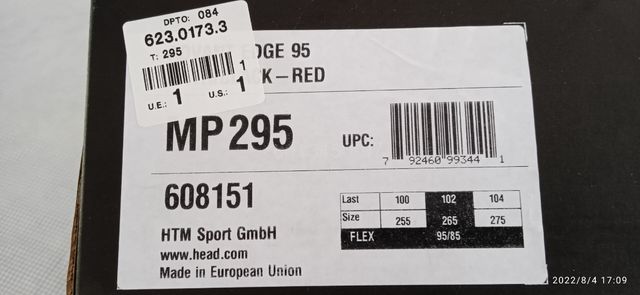 DPTO: 084
623.0173.3
T: 295
1
U.E.: 1 U.S.: 1
EDGE 95
K-RED
MP 295
UPC:
7 92460 99344 1
608151
Last 100 102 104
Size 255 265 275
FLEX 95/85
HTM Sport GmbH
www.head.com
Made in European Union
2022/8/4 17:09